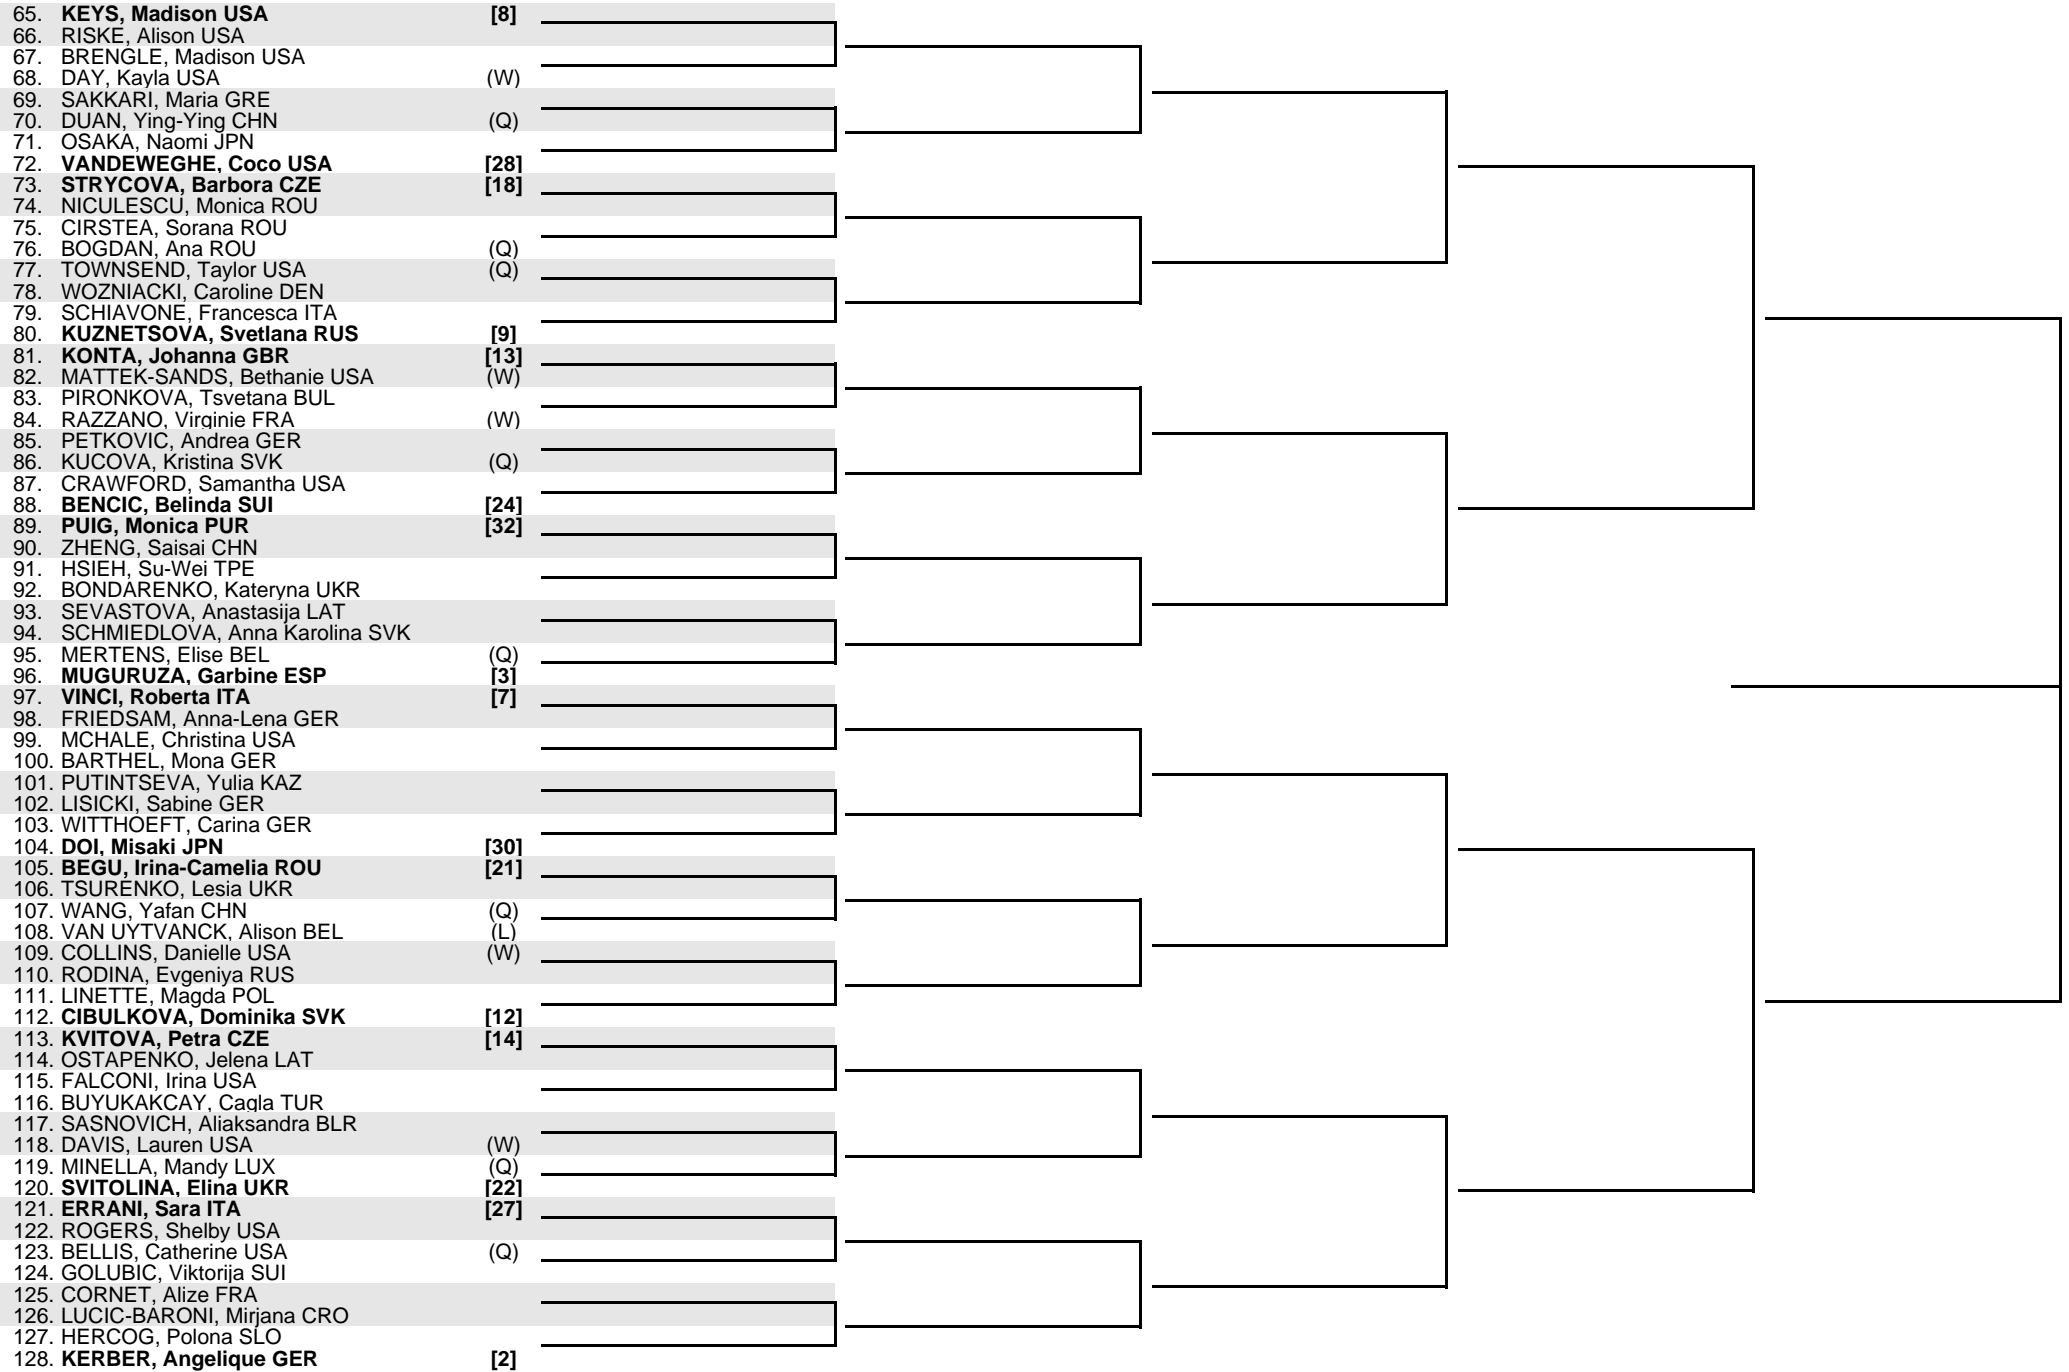 65. KEYS, Madison USA [8]
66. RISKE, Alison USA
67. BRENGLE, Madison USA
68. DAY, Kayla USA (W)
69. SAKKARI, Maria GRE
70. DUAN, Ying-Ying CHN (Q)
71. OSAKA, Naomi JPN
72. VANDEWEGHE, Coco USA [28]
73. STRYCOVA, Barbora CZE [18]
74. NICULESCU, Monica ROU
75. CIRSTEA, Sorana ROU
76. BOGDAN, Ana ROU (Q)
77. TOWNSEND, Taylor USA (Q)
78. WOZNIACKI, Caroline DEN
79. SCHIAVONE, Francesca ITA
80. KUZNETSOVA, Svetlana RUS [9]
81. KONTA, Johanna GBR [13]
82. MATTEK-SANDS, Bethanie USA (W)
83. PIRONKOVA, Tsvetana BUL
84. RAZZANO, Virginie FRA (W)
85. PETKOVIC, Andrea GER
86. KUCOVA, Kristina SVK (Q)
87. CRAWFORD, Samantha USA
88. BENCIC, Belinda SUI [24]
89. PUIG, Monica PUR [32]
90. ZHENG, Saisai CHN
91. HSIEH, Su-Wei TPE
92. BONDARENKO, Kateryna UKR
93. SEVASTOVA, Anastasija LAT
94. SCHMIEDLOVA, Anna Karolina SVK
95. MERTENS, Elise BEL (Q)
96. MUGURUZA, Garbine ESP [3]
97. VINCI, Roberta ITA [7]
98. FRIEDSAM, Anna-Lena GER
99. MCHALE, Christina USA
100. BARTHEL, Mona GER
101. PUTINTSEVA, Yulia KAZ
102. LISICKI, Sabine GER
103. WITTHOEFT, Carina GER
104. DOI, Misaki JPN [30]
105. BEGU, Irina-Camelia ROU [21]
106. TSURENKO, Lesia UKR
107. WANG, Yafan CHN (Q)
108. VAN UYTVANCK, Alison BEL (L)
109. COLLINS, Danielle USA (W)
110. RODINA, Evgeniya RUS
111. LINETTE, Magda POL
112. CIBULKOVA, Dominika SVK [12]
113. KVITOVA, Petra CZE [14]
114. OSTAPENKO, Jelena LAT
115. FALCONI, Irina USA
116. BUYUKAKCAY, Cagla TUR
117. SASNOVICH, Aliaksandra BLR
118. DAVIS, Lauren USA (W)
119. MINELLA, Mandy LUX (Q)
120. SVITOLINA, Elina UKR [22]
121. ERRANI, Sara ITA [27]
122. ROGERS, Shelby USA
123. BELLIS, Catherine USA (Q)
124. GOLUBIC, Viktorija SUI
125. CORNET, Alize FRA
126. LUCIC-BARONI, Mirjana CRO
127. HERCOG, Polona SLO
128. KERBER, Angelique GER [2]